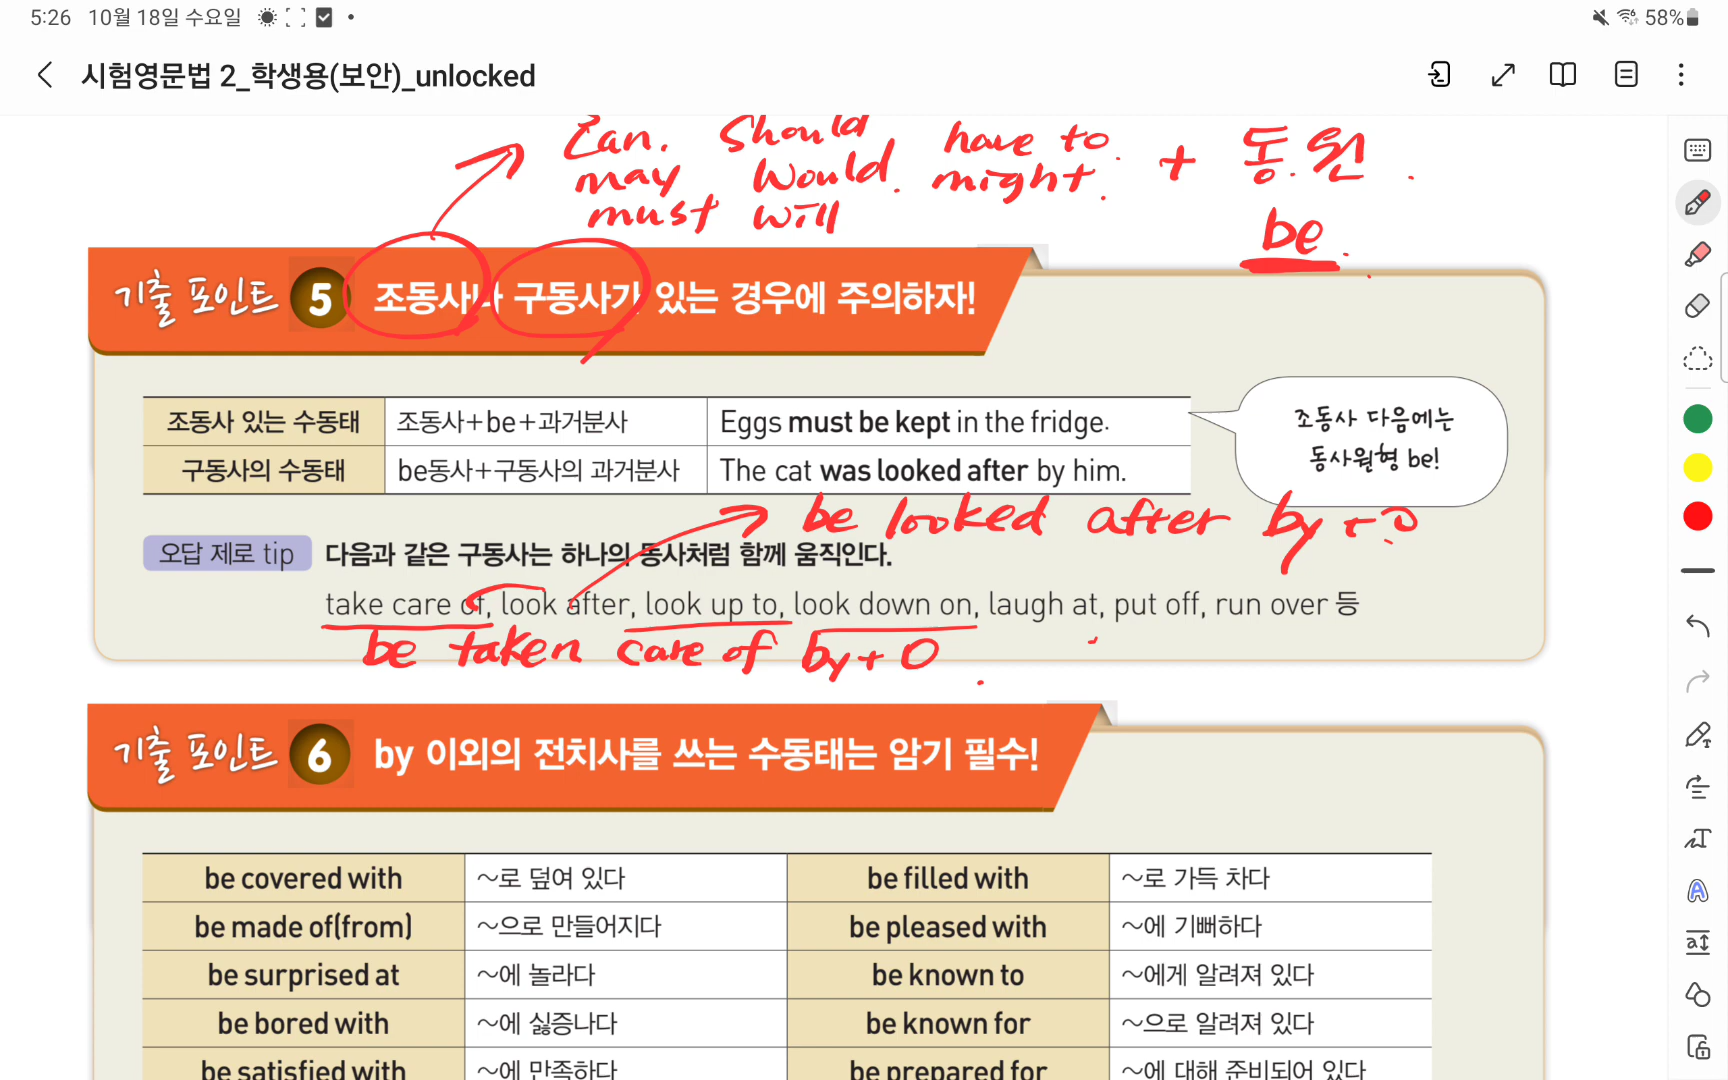 5:26 10월 18일 수요일
58%
시험영문법 2_학생용(보안)_unlocked
Can. Should have to + 동.원.
may would. might.
must will be.
기출 포인트 5 조동사나 구동사가 있는 경우에 주의하자!
조동사 있는 수동태 조동사+be+과거분사 Eggs must be kept in the fridge.
구동사의 수동태 be동사+구동사의 과거분사 The cat was looked after by him.
조동사 다음에는
동사원형 be!
be looked after by + O
오답 제로 tip 다음과 같은 구동사는 하나의 동사처럼 함께 움직인다.
take care of, look after, look up to, look down on, laugh at, put off, run over 등
be taken care of by + O
기출 포인트 6 by 이외의 전치사를 쓰는 수동태는 암기 필수!
be covered with ~로 덮여 있다 be filled with ~로 가득 차다
be made of(from) ~으로 만들어지다 be pleased with ~에 기뻐하다
be surprised at ~에 놀라다 be known to ~에게 알려져 있다
be bored with ~에 싫증나다 be known for ~으로 알려져 있다
be satisfied with ~에 만족하다 be prepared for ~에 대해 준비되어 있다